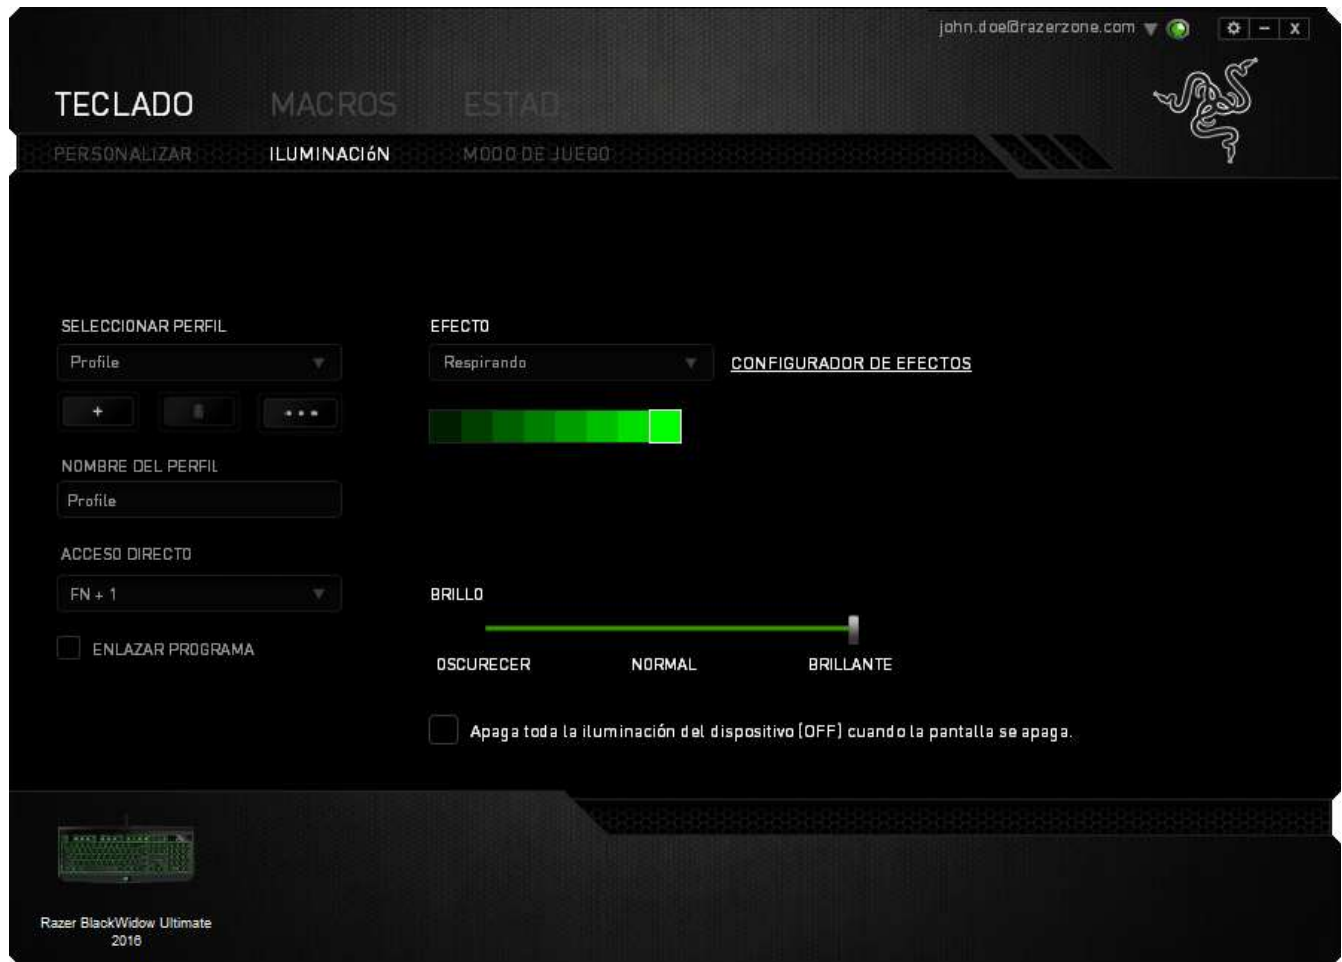 john.doe@razerzone.com
X
TECLADO MACROS ESTAD
PERSONALIZAR ILUMINACIóN MODO DE JUEGO
SELECCIONAR PERFIL
Profile
+
NOMBRE DEL PERFIL
Profile
ACCESO DIRECTO
FN + 1
ENLAZAR PROGRAMA
EFECTO
Respirando
CONFIGURADOR DE EFECTOS
BRILLO
OSCURECER NORMAL BRILLANTE
Apaga toda la iluminación del dispositivo (OFF) cuando la pantalla se apaga.
Razer BlackWidow Ultimate
2016